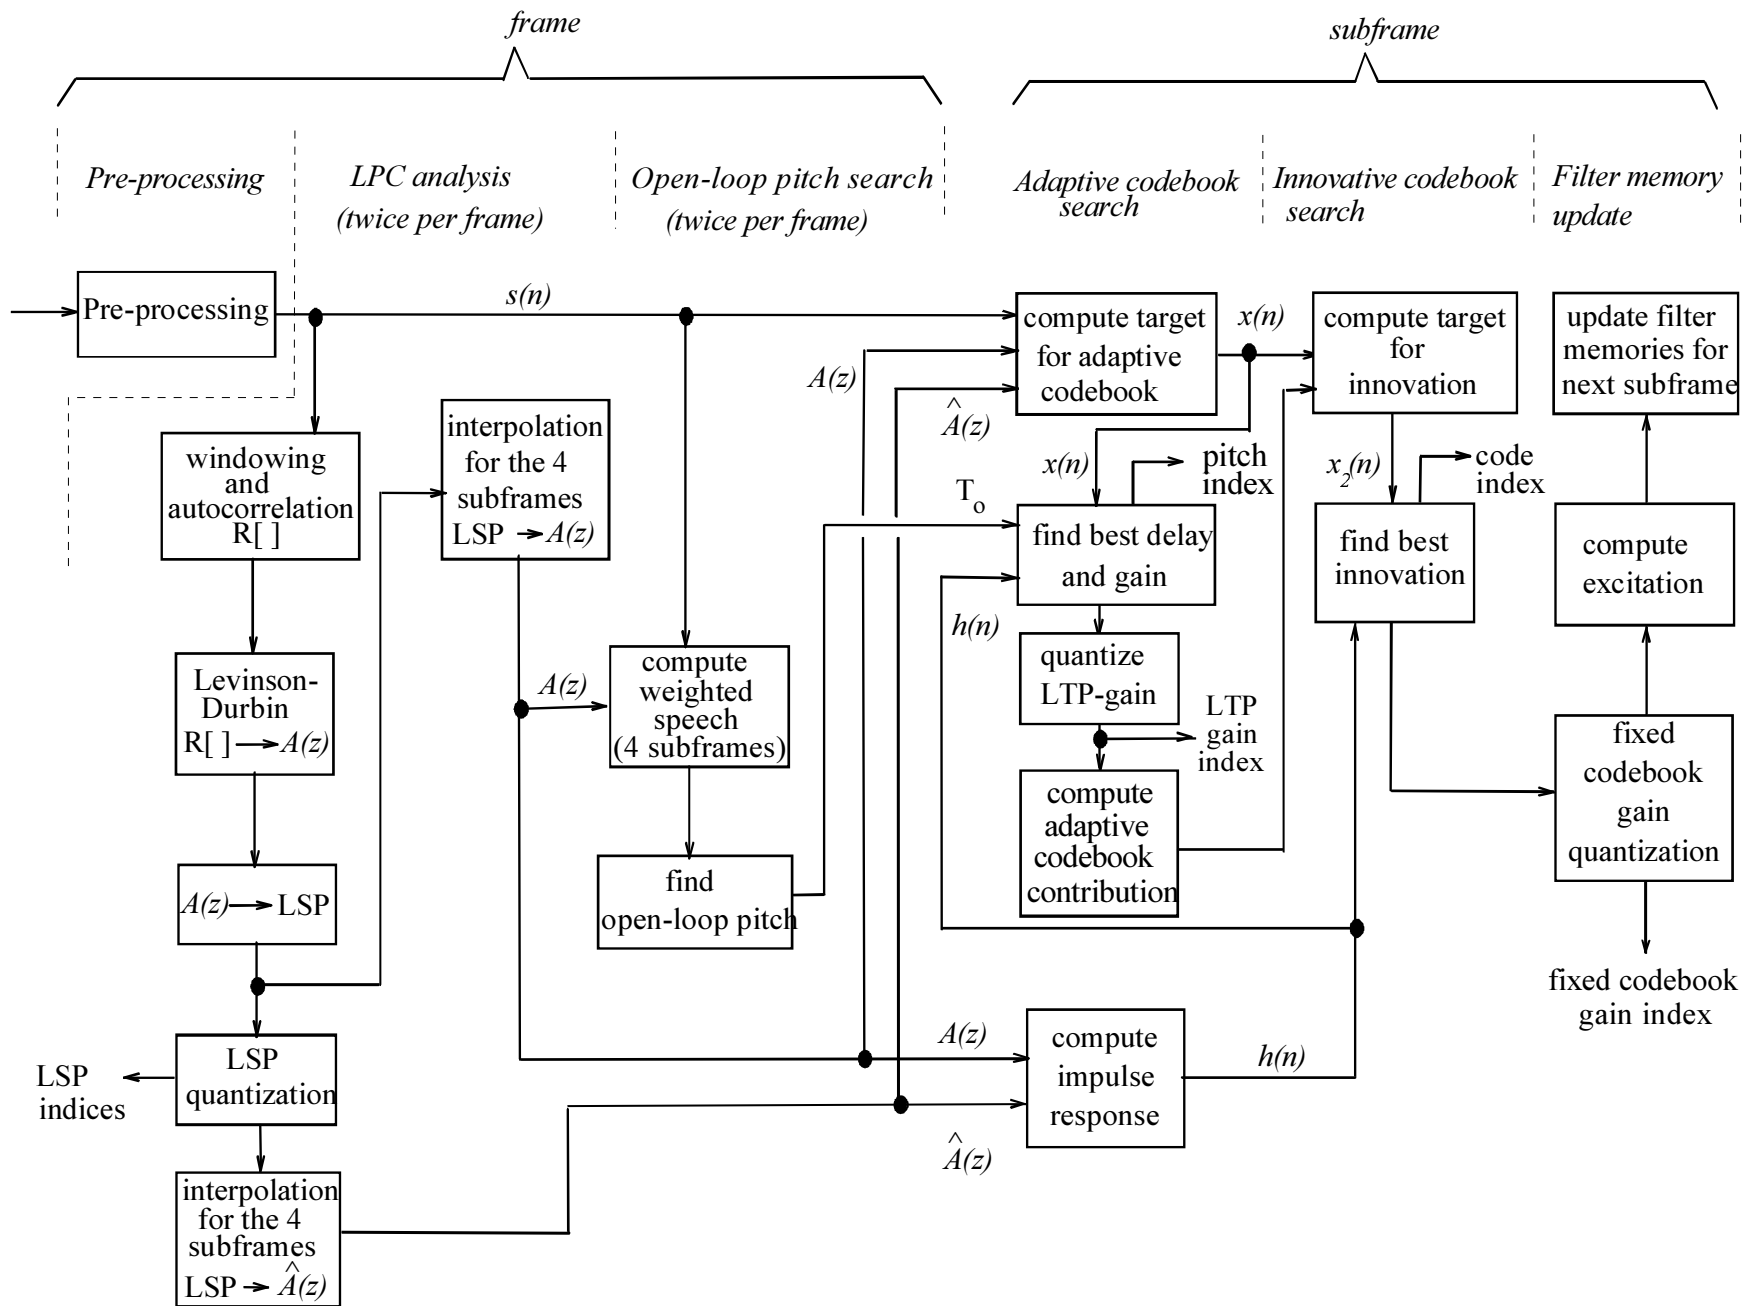 frame
subframe
Pre-processing
LPC analysis
(twice per frame)
Open-loop pitch search
(twice per frame)
Adaptive codebook
search
Innovative codebook
search
Filter memory
update
Pre-processing
s(n)
compute target
for adaptive
codebook
x(n)
compute target
for
innovation
update filter
memories for
next subframe
A(z)
^
A(z)
windowing
and
autocorrelation
R[ ]
interpolation
for the 4
subframes
LSP → A(z)
x(n)
pitch
index
x2(n)
code
index
To
find best delay
and gain
find best
innovation
compute
excitation
h(n)
Levinson-
Durbin
R[ ] → A(z)
A(z)
compute
weighted
speech
(4 subframes)
quantize
LTP-gain
LTP
gain
index
fixed
codebook
gain
quantization
compute
adaptive
codebook
contribution
A(z) → LSP
find
open-loop pitch
fixed codebook
gain index
LSP
indices
LSP
quantization
A(z)
compute
impulse
response
h(n)
^
A(z)
interpolation
for the 4
subframes
^
LSP → A(z)